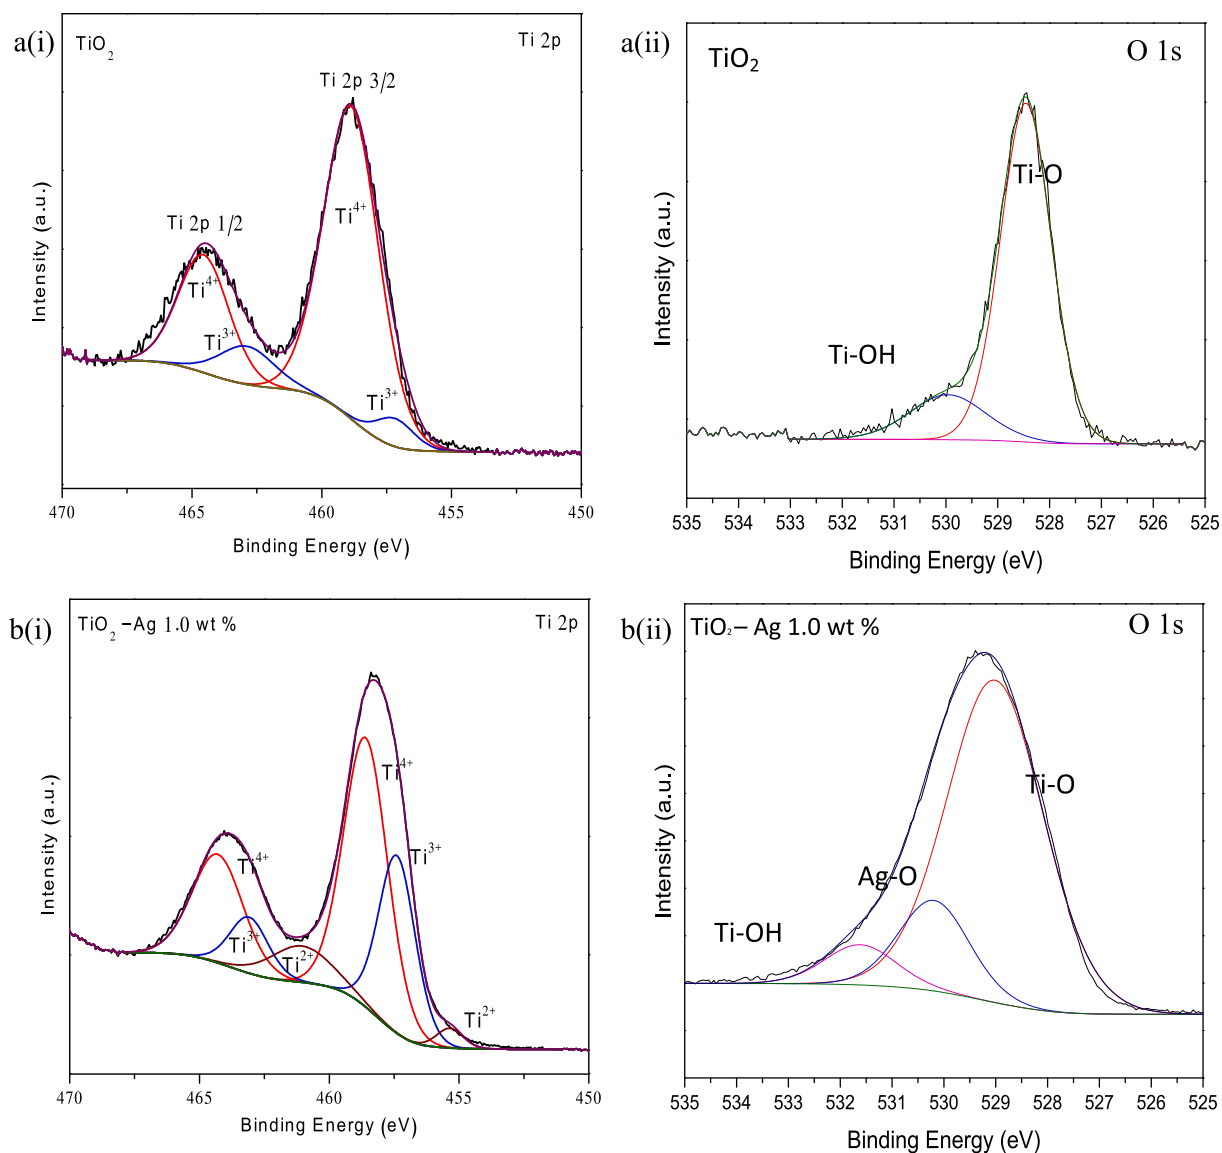 a(i)
TiO2
Ti 2p
Ti 2p 3/2
Ti 2p 1/2
Ti4+
Ti4+
Ti3+
Ti3+
Intensity (a.u.)
470 465 460 455 450
Binding Energy (eV)
a(ii)
TiO2
O 1s
Ti-O
Ti-OH
Intensity (a.u.)
535 534 533 532 531 530 529 528 527 526 525
Binding Energy (eV)
b(i)
TiO2 –Ag 1.0 wt %
Ti 2p
Ti4+
Ti4+
Ti3+
Ti3+
Ti2+
Ti2+
Intensity (a.u.)
470 465 460 455 450
Binding Energy (eV)
b(ii)
TiO2 – Ag 1.0 wt %
O 1s
Ti-O
Ag-O
Ti-OH
Intensity (a.u.)
535 534 533 532 531 530 529 528 527 526 525
Binding Energy (eV)